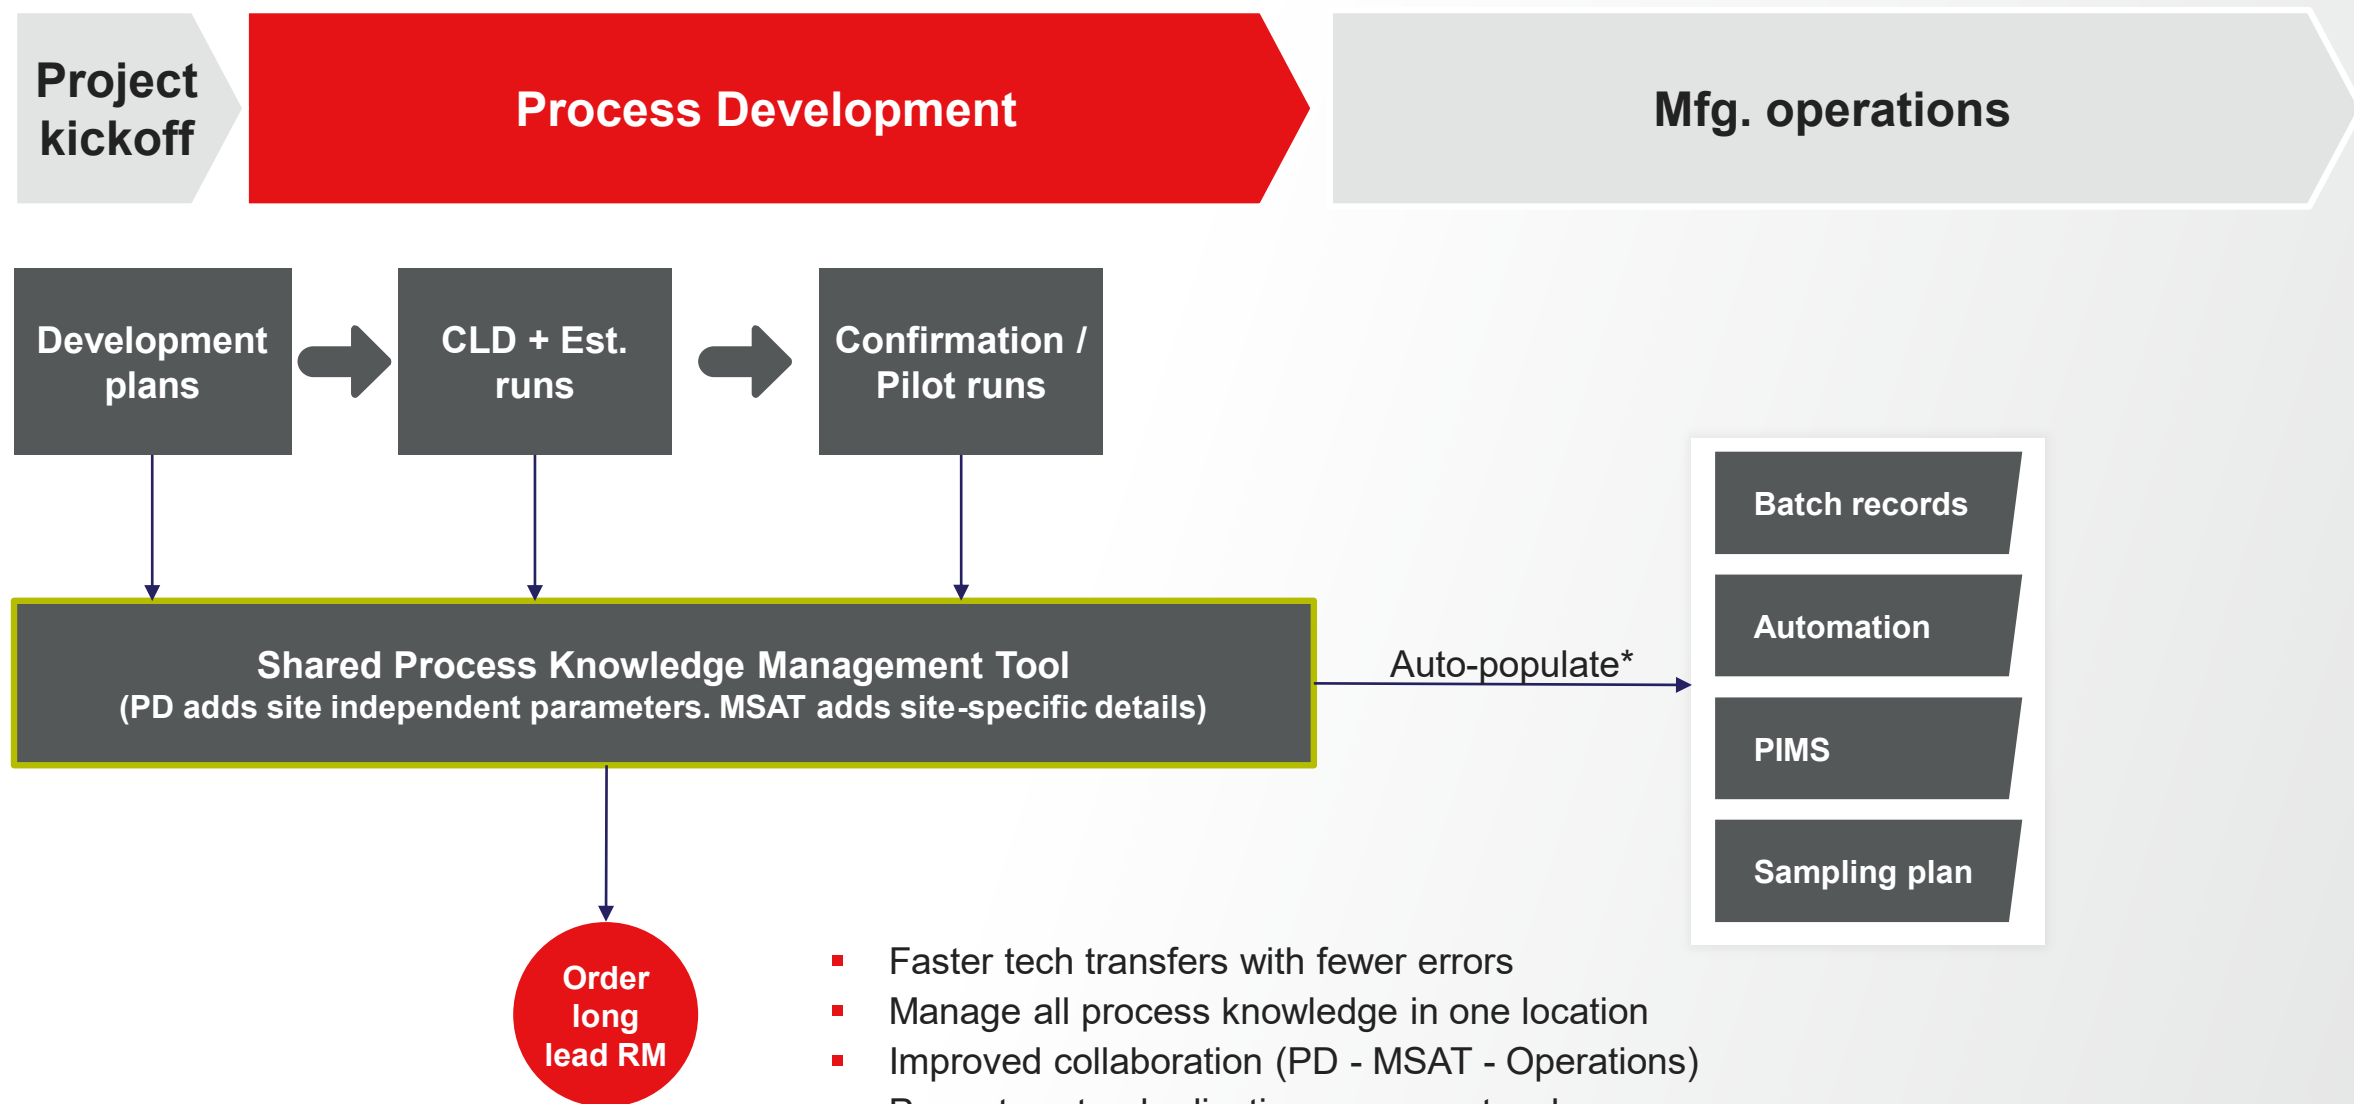 Project
kickoff
Process Development
Mfg. operations
Development
plans
CLD + Est.
runs
Confirmation /
Pilot runs
Shared Process Knowledge Management Tool
(PD adds site independent parameters. MSAT adds site-specific details)
Auto-populate*
Batch records
Automation
PIMS
Sampling plan
Order
long
lead RM
▪ Faster tech transfers with fewer errors
▪ Manage all process knowledge in one location
▪ Improved collaboration (PD - MSAT - Operations)